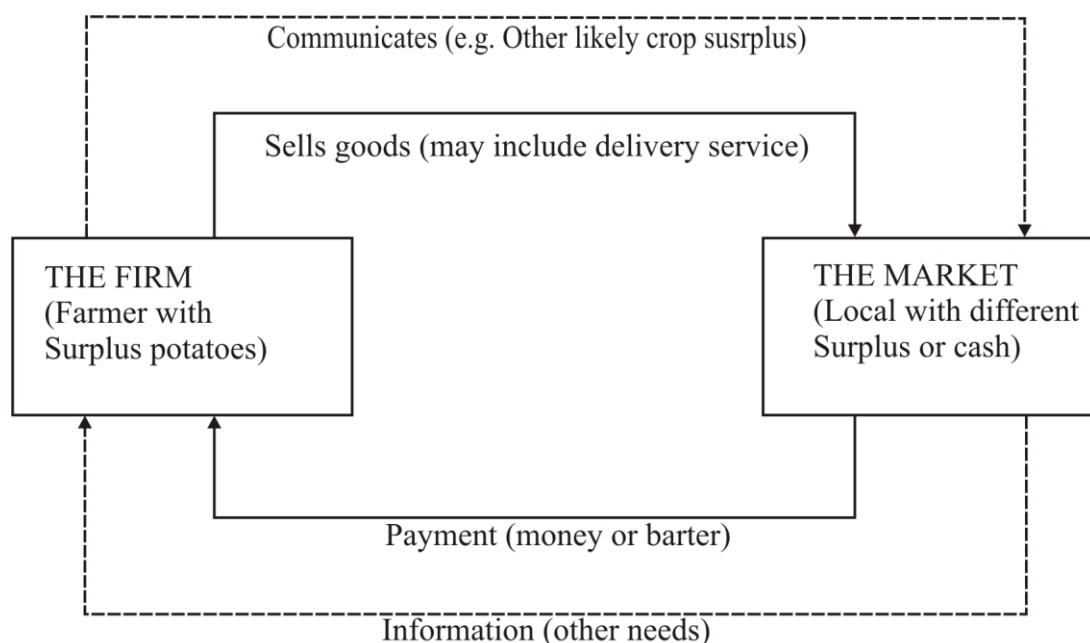 Communicates (e.g. Other likely crop susrplus)
Sells goods (may include delivery service)
THE FIRM
(Farmer with
Surplus potatoes)
THE MARKET
(Local with different
Surplus or cash)
Payment (money or barter)
Information (other needs)